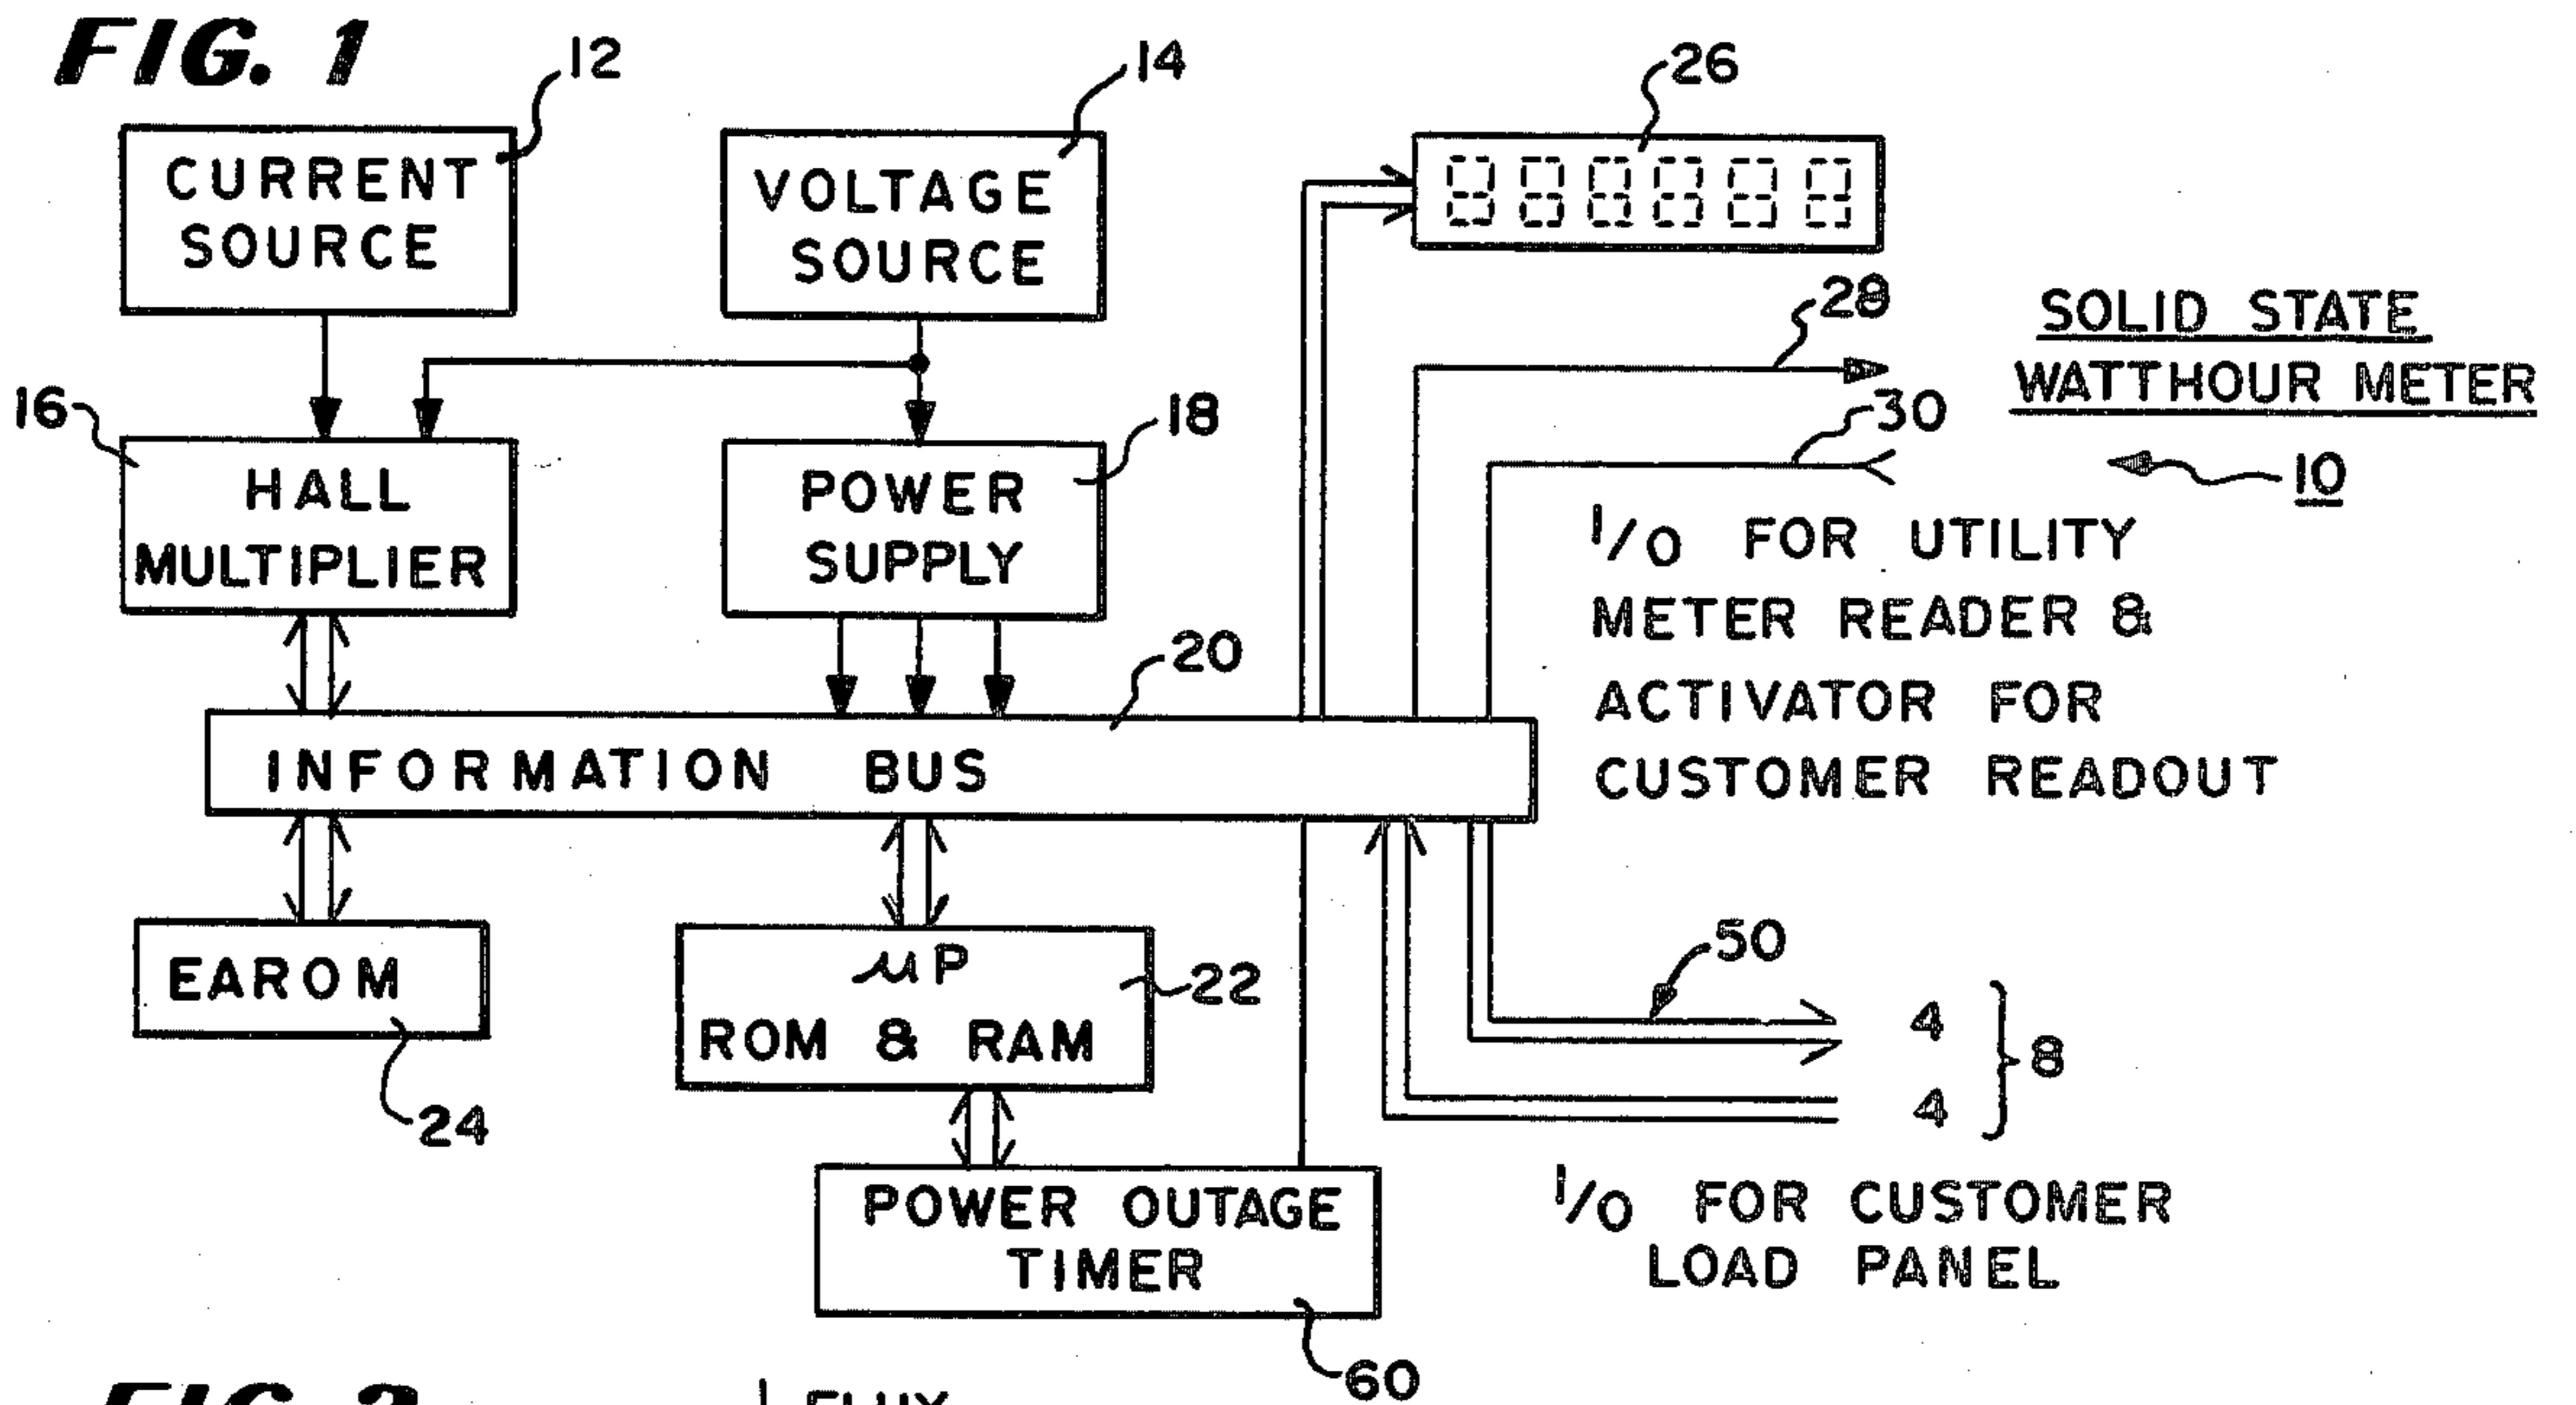 FIG. 1
12
14
26
CURRENT
SOURCE
VOLTAGE
SOURCE
28
SOLID STATE
WATTHOUR METER
16
18
30
10
HALL
MULTIPLIER
POWER
SUPPLY
I/O FOR UTILITY
METER READER &
ACTIVATOR FOR
CUSTOMER READOUT
20
INFORMATION BUS
EAROM
24
μP
ROM & RAM
22
50
4
4
8
POWER OUTAGE
TIMER
60
I/O FOR CUSTOMER
LOAD PANEL
FLUX